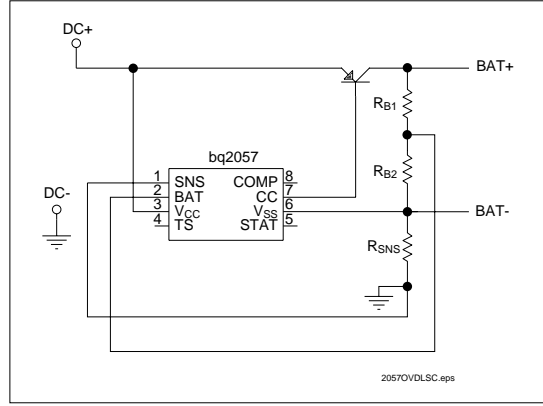 DC+
BAT+
RB1
bq2057
RB2
1 SNS COMP 8
2 BAT CC 7
3 VCC VSS 6
4 TS STAT 5
DC-
BAT-
RSNS
2057OVDLSC.eps